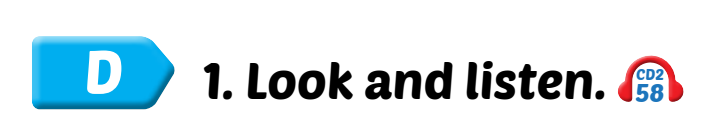 D 1. Look and listen. CD2 58